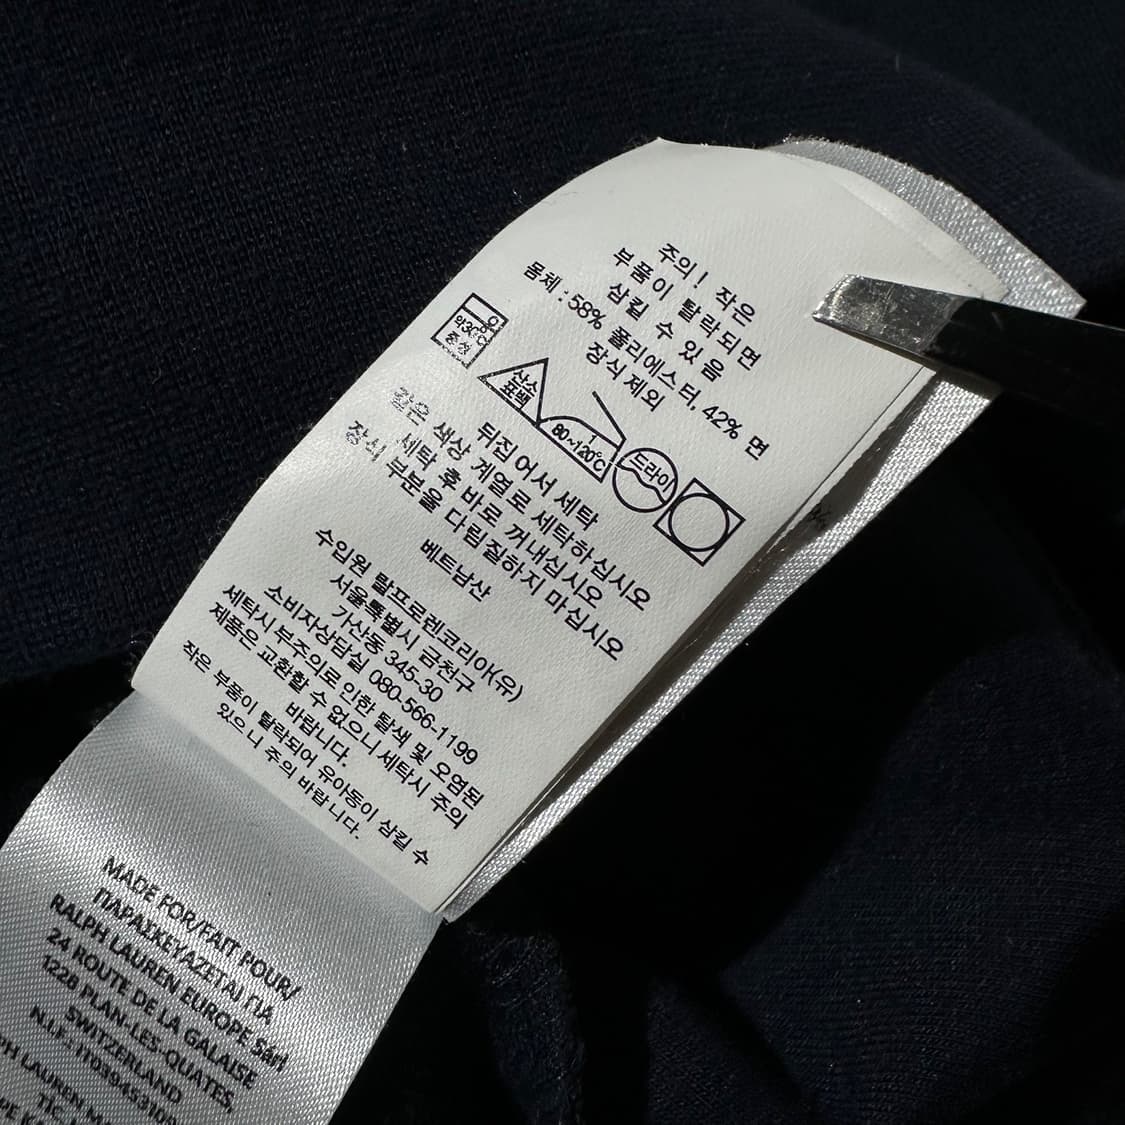 주의! 작은
부품이 탈락되면
삼킬 수 있음
몸체 : 58% 폴리에스터, 42% 면
장식제외
약30℃
중성
산소
표백
80~120℃
드라이
뒤집어서 세탁
같은 색상 계열로 세탁하십시오
세탁 후 바로 꺼내십시오
장식 부분을 다림질하지 마십시오
베트남산
수입원 랄프로렌코리아(유)
서울특별시 금천구
가산동 345-30
소비자상담실 080-566-1199
세탁시 부주의로 인한 탈색 및 오염된
제품은 교환할 수 없으니 세탁시 주의
바랍니다.
작은 부품이 탈락되어 유아동이 삼킬 수
있으니 주의 바랍니다.
MADE FOR/FAIT POUR/
ΠΑΡΑΣΚΕΥΑΖΕΤΑΙ ΓΙΑ
RALPH LAUREN EUROPE Sàrl
24 ROUTE DE LA GALAISE
1228 PLAN-LES-QUATES,
SWITZERLAND
N.I.F.:
LAUREN
TIC.